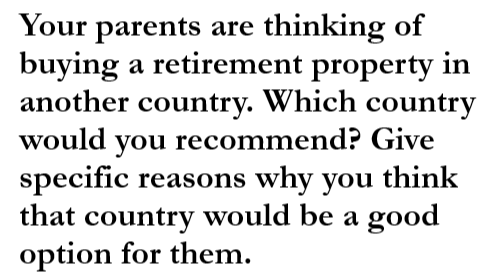 Your parents are thinking of
buying a retirement property in
another country. Which country
would you recommend? Give
specific reasons why you think
that country would be a good
option for them.